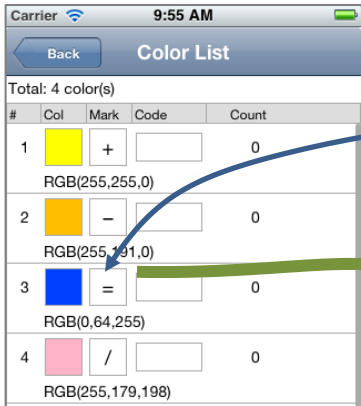 Carrier 9:55 AM
Back Color List
Total: 4 color(s)
# Col Mark Code Count
1 + 0
RGB(255,255,0)
2 − 0
RGB(255,191,0)
3 = 0
RGB(0,64,255)
4 / 0
RGB(255,179,198)